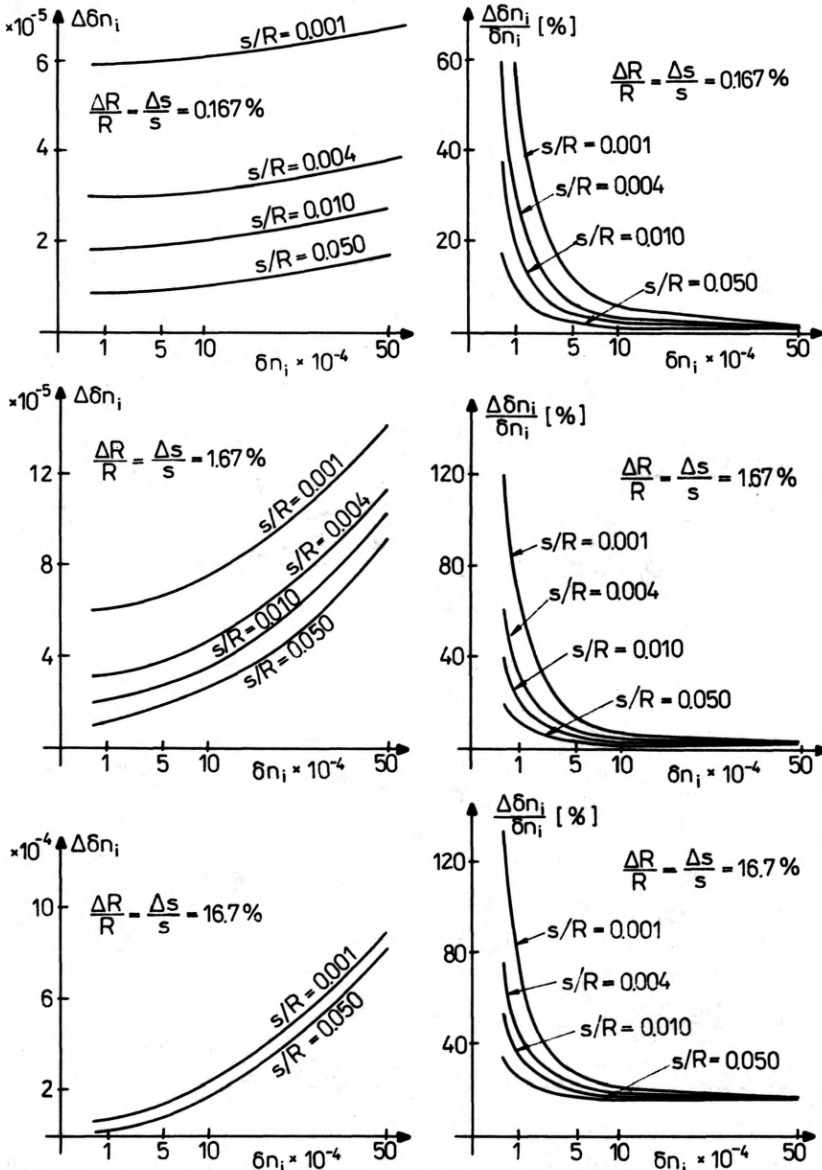 ×10⁻⁵ Δδnᵢ
6
4
2
s/R = 0.001
ΔR/R = Δs/s = 0.167 %
s/R = 0.004
s/R = 0.010
s/R = 0.050
1 5 10 50
δnᵢ × 10⁻⁴
Δδnᵢ/δnᵢ [%]
60
40
20
ΔR/R = Δs/s = 0.167 %
s/R = 0.001
s/R = 0.004
s/R = 0.010
s/R = 0.050
1 5 10 50
δnᵢ × 10⁻⁴
×10⁻⁵ Δδnᵢ
12
8
4
ΔR/R = Δs/s = 1.67 %
s/R = 0.001
s/R = 0.004
s/R = 0.010
s/R = 0.050
1 5 10 50
δnᵢ × 10⁻⁴
Δδnᵢ/δnᵢ [%]
120
80
40
ΔR/R = Δs/s = 1.67 %
s/R = 0.001
s/R = 0.004
s/R = 0.010
s/R = 0.050
1 5 10 50
δnᵢ × 10⁻⁴
×10⁻⁴ Δδnᵢ
10
6
2
ΔR/R = Δs/s = 16.7 %
s/R = 0.001
s/R = 0.050
1 5 10 50
δnᵢ × 10⁻⁴
Δδnᵢ/δnᵢ [%]
120
80
40
ΔR/R = Δs/s = 16.7 %
s/R = 0.001
s/R = 0.004
s/R = 0.010
s/R = 0.050
1 5 10 50
δnᵢ × 10⁻⁴